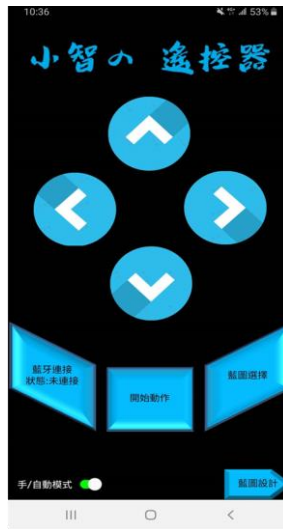 10:36
53%
小智の 遙控器
藍牙連接
狀態:未連接
開始動作
藍圖選擇
手/自動模式
藍圖設計